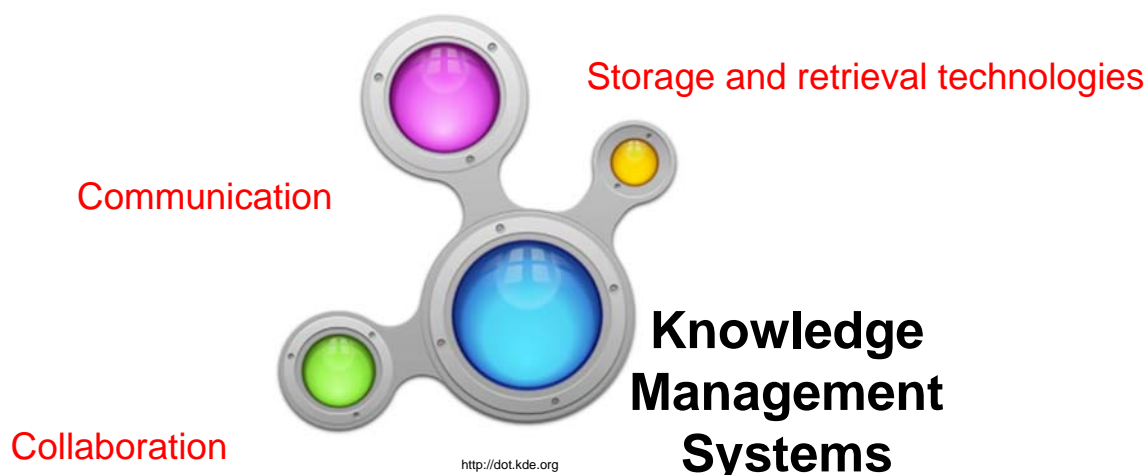 Storage and retrieval technologies
Communication
Knowledge
Management
Systems
Collaboration
http://dot.kde.org